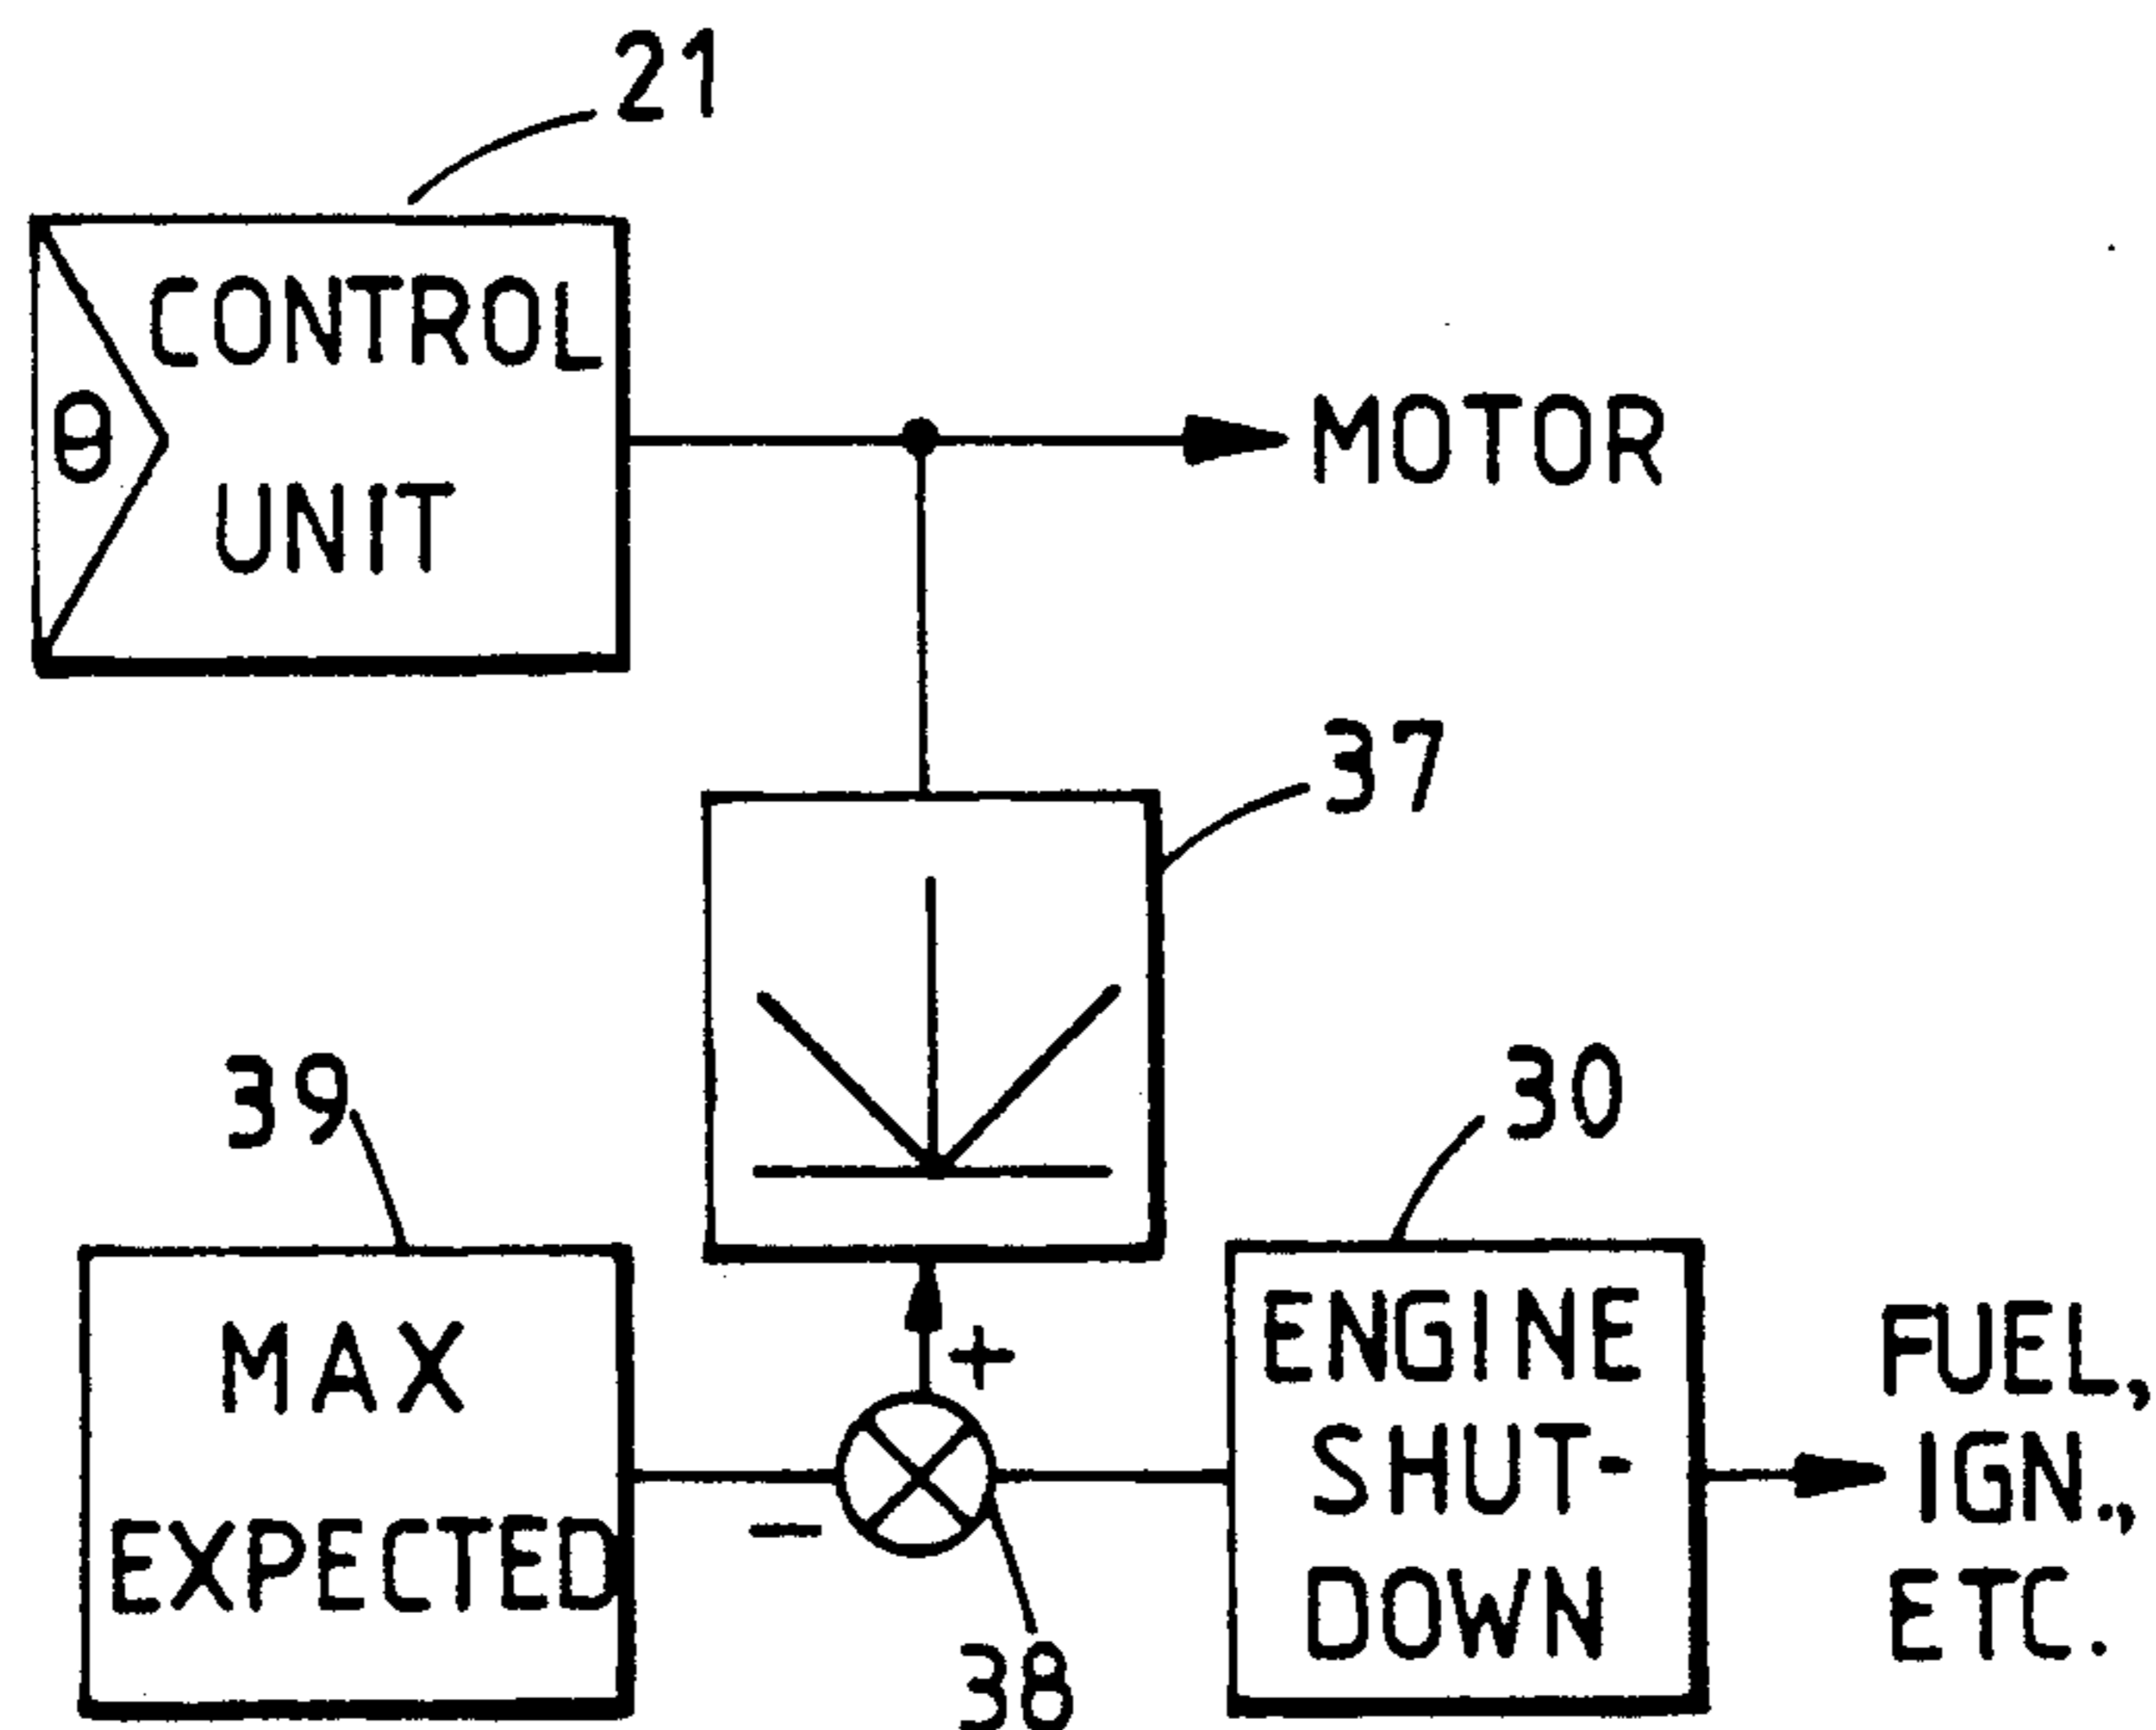 21
CONTROL
UNIT
θ
MOTOR
37
39
30
MAX
EXPECTED
+
−
38
ENGINE
SHUT-
DOWN
FUEL,
IGN.,
ETC.